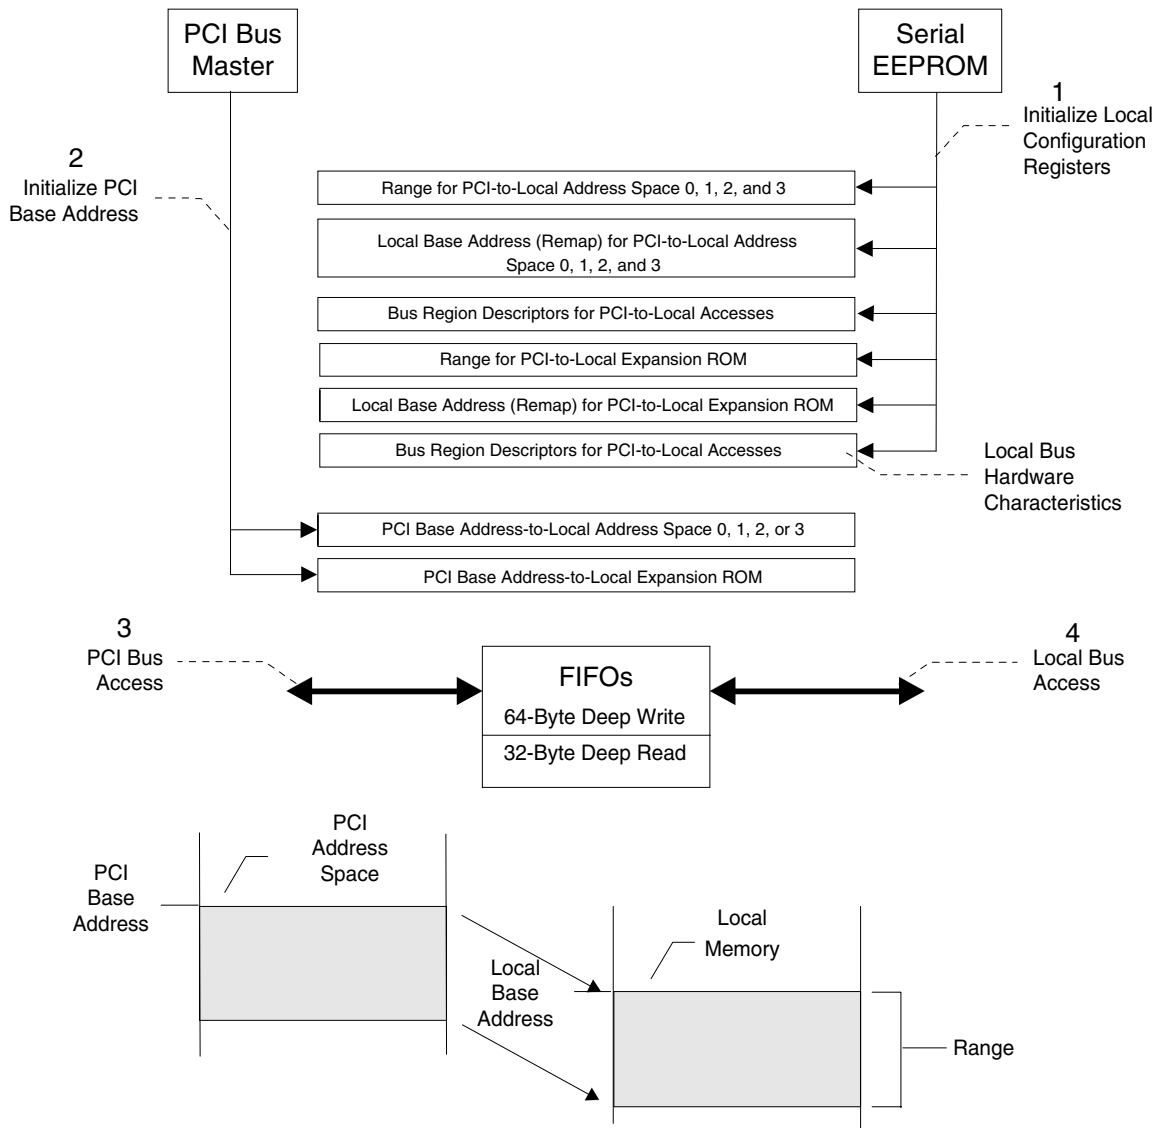 PCI Bus
Master
Serial
EEPROM
1
Initialize Local
Configuration
Registers
2
Initialize PCI
Base Address
Range for PCI-to-Local Address Space 0, 1, 2, and 3
Local Base Address (Remap) for PCI-to-Local Address
Space 0, 1, 2, and 3
Bus Region Descriptors for PCI-to-Local Accesses
Range for PCI-to-Local Expansion ROM
Local Base Address (Remap) for PCI-to-Local Expansion ROM
Bus Region Descriptors for PCI-to-Local Accesses
Local Bus
Hardware
Characteristics
PCI Base Address-to-Local Address Space 0, 1, 2, or 3
PCI Base Address-to-Local Expansion ROM
3
PCI Bus
Access
FIFOs
64-Byte Deep Write
32-Byte Deep Read
4
Local Bus
Access
PCI
Address
Space
PCI
Base
Address
Local
Memory
Local
Base
Address
Range